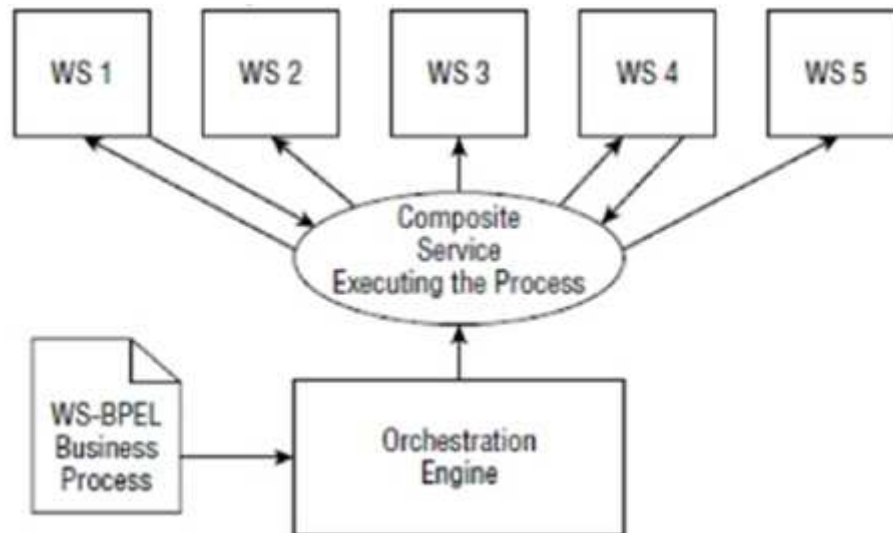 WS 1
WS 2
WS 3
WS 4
WS 5
Composite
Service
Executing the Process
WS-BPEL
Business
Process
Orchestration
Engine